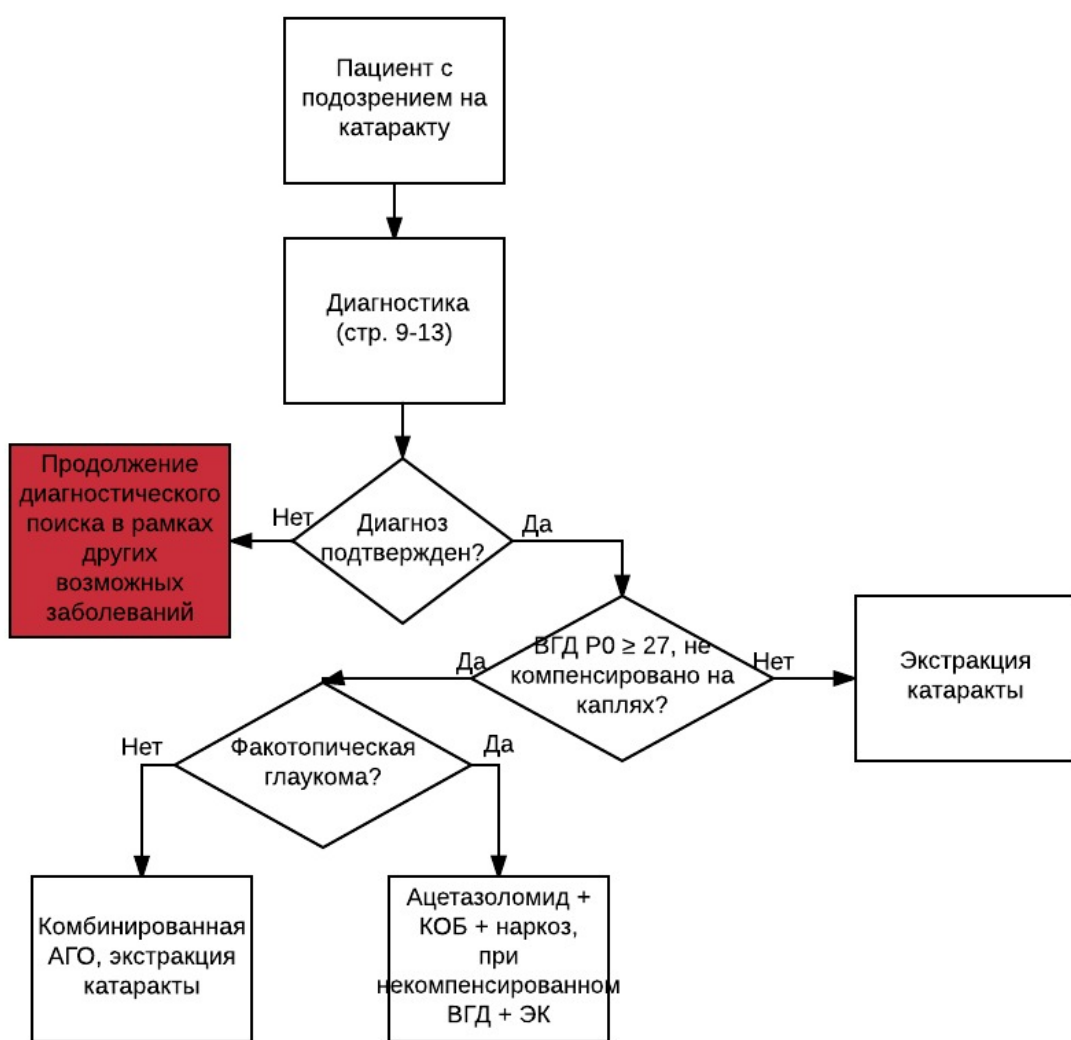 Пациент с
подозрением на
катаракту
Диагностика
(стр. 9-13)
Диагноз
подтвержден?
Нет
Да
Продолжение
диагностического
поиска в рамках
других
возможных
заболеваний
ВГД P0 ≥ 27, не
компенсировано на
каплях?
Да
Нет
Экстракция
катаракты
Факотопическая
глаукома?
Нет
Да
Комбинированная
АГО, экстракция
катаракты
Ацетазоломид +
КОБ + наркоз,
при
некомпенсированном
ВГД + ЭК